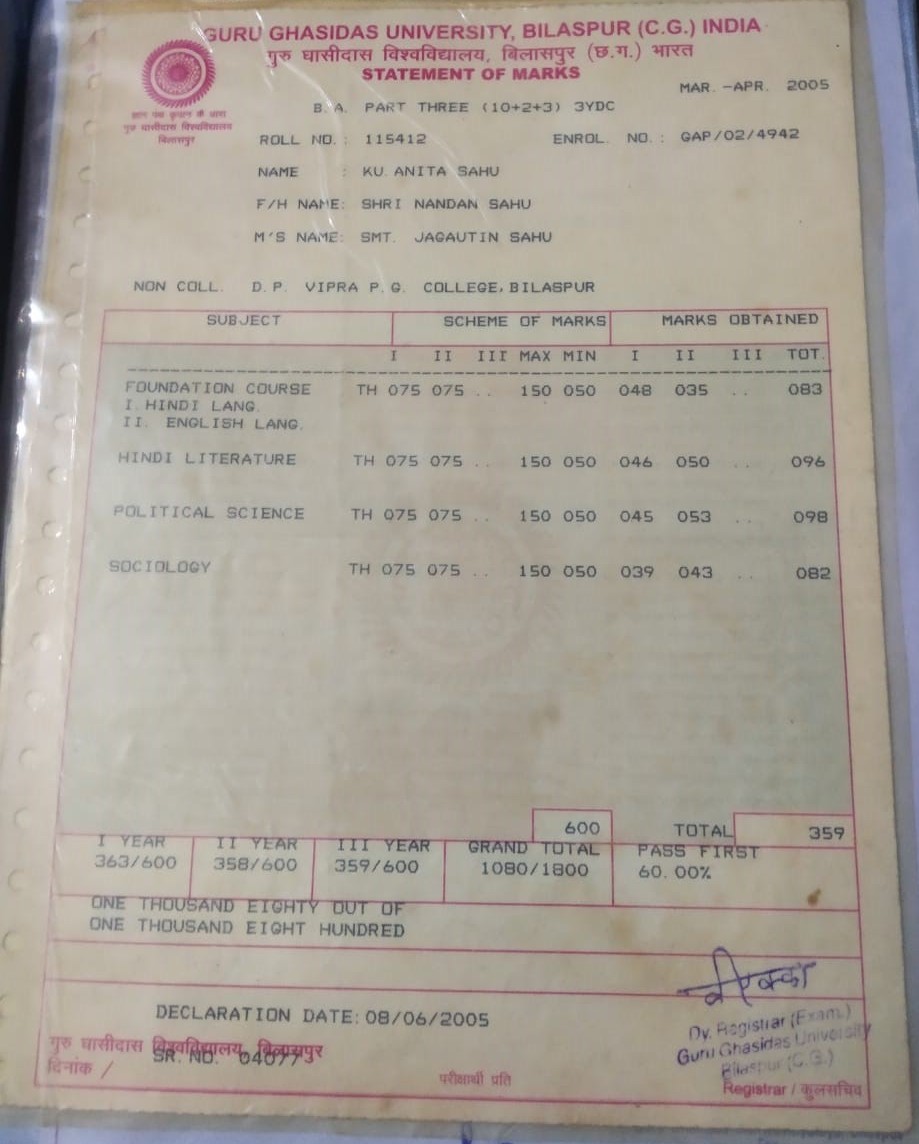 GURU GHASIDAS UNIVERSITY, BILASPUR (C.G.) INDIA
गुरु घासीदास विश्वविद्यालय, बिलासपुर (छ.ग.) भारत
STATEMENT OF MARKS
MAR. -APR. 2005
B. A. PART THREE (10+2+3) 3YDC
गुरु घासीदास विश्वविद्यालय
बिलासपुर
ROLL NO. : 115412 ENROL. NO. : GAP/02/4942
NAME : KU. ANITA SAHU
F/H NAME: SHRI NANDAN SAHU
M'S NAME: SMT. JAGAUTIN SAHU
NON COLL. D.P. VIPRA P.G. COLLEGE, BILASPUR
SUBJECT SCHEME OF MARKS MARKS OBTAINED
I II III MAX MIN I II III TOT.
FOUNDATION COURSE TH 075 075 .. 150 050 048 035 .. 083
I. HINDI LANG.
II. ENGLISH LANG.
HINDI LITERATURE TH 075 075 .. 150 050 046 050 .. 096
POLITICAL SCIENCE TH 075 075 .. 150 050 045 053 .. 098
SOCIOLOGY TH 075 075 .. 150 050 039 043 .. 082
600 TOTAL 359
I YEAR II YEAR III YEAR GRAND TOTAL PASS FIRST
363/600 358/600 359/600 1080/1800 60.00%
ONE THOUSAND EIGHTY OUT OF
ONE THOUSAND EIGHT HUNDRED
DECLARATION DATE: 08/06/2005
Dy. Registrar (Exam.)
Guru Ghasidas University
Bilaspur (C.G.)
गुरु घासीदास विश्वविद्यालय, बिलासपुर
SR. NO. 04077
दिनांक /
परीक्षार्थी प्रति
Registrar / कुलसचिव